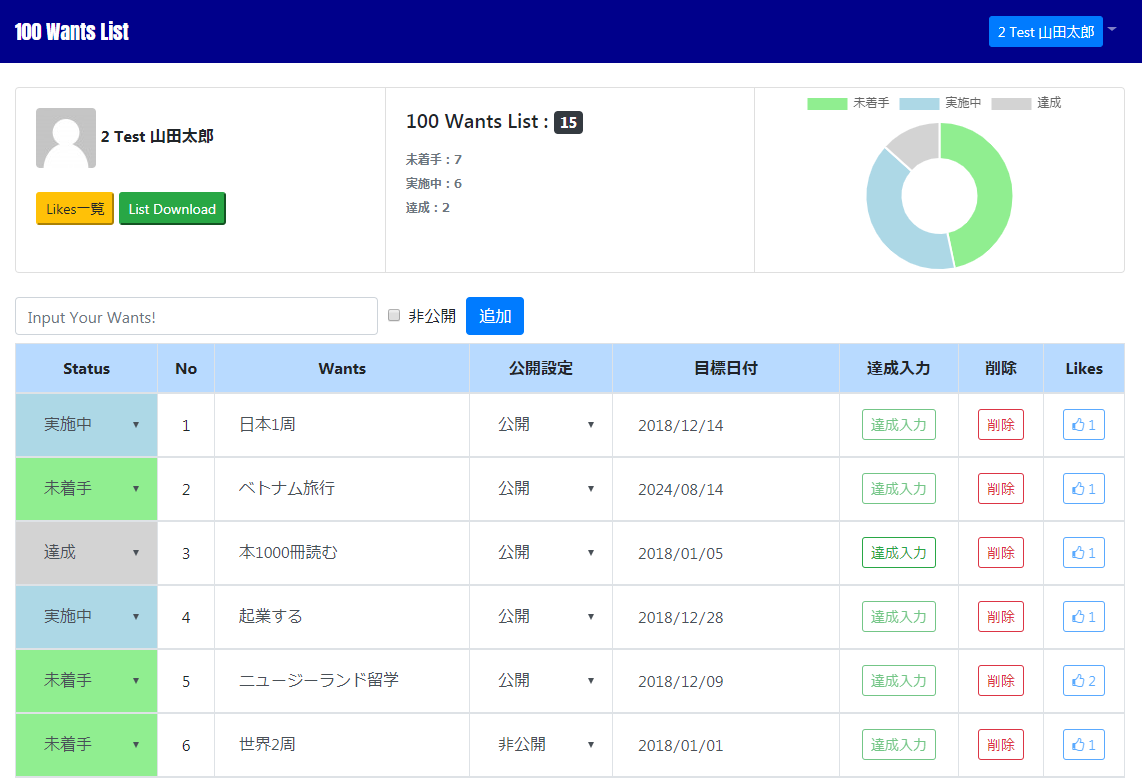 100 Wants List
2 Test 山田太郎
未着手 実施中 達成
2 Test 山田太郎
100 Wants List : 15
未着手 : 7
実施中 : 6
達成 : 2
Likes一覧 List Download
Input Your Wants! 非公開 追加
Status No Wants 公開設定 目標日付 達成入力 削除 Likes
実施中 1 日本1周 公開 2018/12/14 達成入力 削除 1
未着手 2 ベトナム旅行 公開 2024/08/14 達成入力 削除 1
達成 3 本1000冊読む 公開 2018/01/05 達成入力 削除 1
実施中 4 起業する 公開 2018/12/28 達成入力 削除 1
未着手 5 ニュージーランド留学 公開 2018/12/09 達成入力 削除 2
未着手 6 世界2周 非公開 2018/01/01 達成入力 削除 1